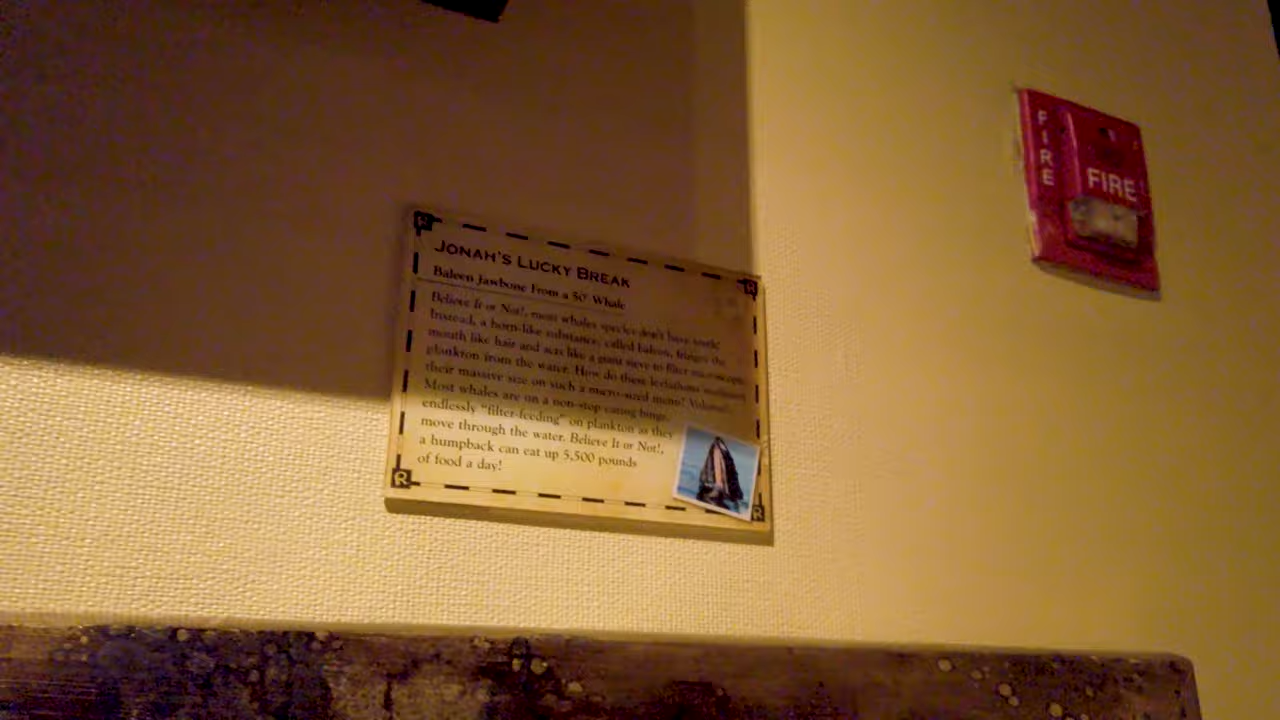 JONAH'S LUCKY BREAK
Baleen Jawbone From a 50' Whale
Believe It or Not!, most whales species don't have teeth!
Instead, a horn-like substance, called baleen, fringes the
mouth like hair and acts like a giant sieve to filter microscopic
plankton from the water. How do these leviathans maintain
their massive size on such a micro-sized menu? Volume!
Most whales are on a non-stop eating binge,
endlessly "filter-feeding" on plankton as they
move through the water. Believe It or Not!,
a humpback can eat up 5,500 pounds
of food a day!
R
R
R
R
FIRE
FIRE